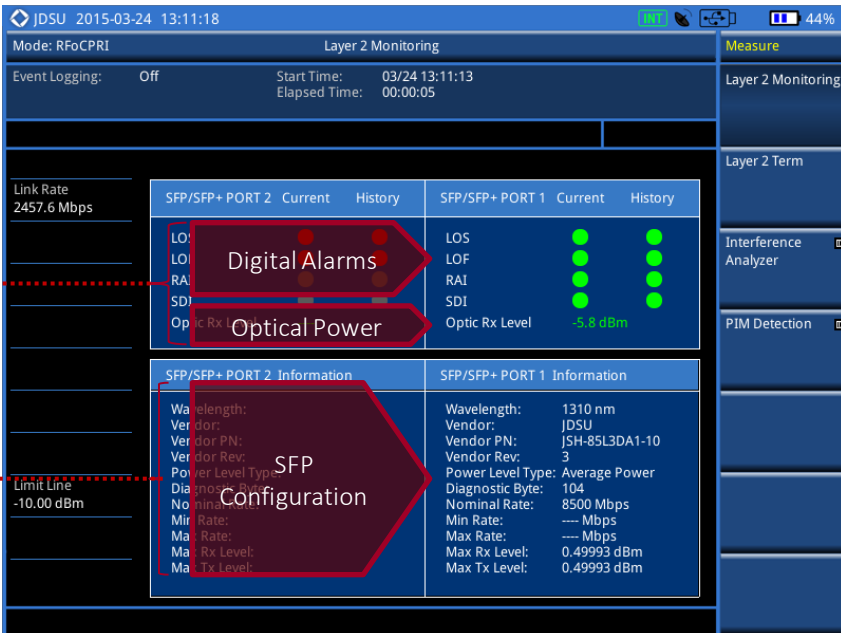 JDSU 2015-03-24 13:11:18 INT 44%
Mode: RFoCPRI Layer 2 Monitoring Measure
Event Logging: Off Start Time: 03/24 13:11:13
Elapsed Time: 00:00:05
Layer 2 Monitoring
Layer 2 Term
Interference
Analyzer
PIM Detection
Link Rate
2457.6 Mbps
Limit Line
-10.00 dBm
SFP/SFP+ PORT 2 Current History
LOS
LOF
RAI
SDI
Optic Rx Level
Digital Alarms
Optical Power
SFP/SFP+ PORT 1 Current History
LOS
LOF
RAI
SDI
Optic Rx Level -5.8 dBm
SFP/SFP+ PORT 2 Information
Wavelength:
Vendor:
Vendor PN:
Vendor Rev:
Power Level Type:
Diagnostic Byte:
Nominal Rate:
Min Rate:
Max Rate:
Max Rx Level:
Max Tx Level:
SFP
Configuration
SFP/SFP+ PORT 1 Information
Wavelength: 1310 nm
Vendor: JDSU
Vendor PN: JSH-85L3DA1-10
Vendor Rev: 3
Power Level Type: Average Power
Diagnostic Byte: 104
Nominal Rate: 8500 Mbps
Min Rate: ---- Mbps
Max Rate: ---- Mbps
Max Rx Level: 0.49993 dBm
Max Tx Level: 0.49993 dBm